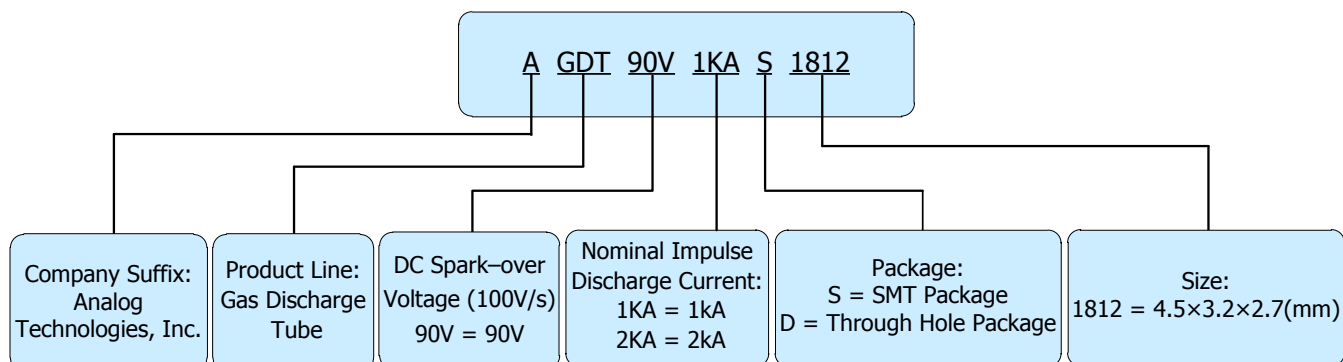 A GDT 90V 1KA S 1812
Company Suffix:
Analog
Technologies, Inc.
Product Line:
Gas Discharge
Tube
DC Spark–over
Voltage (100V/s)
90V = 90V
Nominal Impulse
Discharge Current:
1KA = 1kA
2KA = 2kA
Package:
S = SMT Package
D = Through Hole Package
Size:
1812 = 4.5×3.2×2.7(mm)